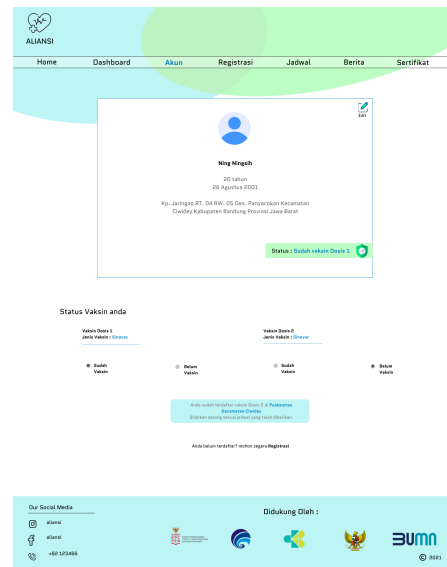 ALIANSI
Home Dashboard Akun Registrasi Jadwal Berita Sertifikat
Edit
Ning Ningsih
20 tahun
26 Agustus 2001
Kp. Jaringao RT. 04 RW. 05 Des. Panyocokan Kecamatan
Ciwidey Kabupaten Bandung Provinsi Jawa Barat
Status : Sudah vaksin Dosis 1
Status Vaksin anda
Vaksin Dosis 1 Vaksin Dosis 2
Jenis Vaksin : Sinovac Jenis Vaksin : Sinovac
Sudah Belum Sudah Belum
Vaksin Vaksin Vaksin Vaksin
Anda sudah terdaftar vaksin Dosis 2 di Puskesmas
Kecamatan Ciwidey
Silahkan datang sesuai jadwal yang telah diberikan.
Anda belum terdaftar? mohon segera Registrasi
Our Social Media
Didukung Oleh :
aliansi
aliansi
+62 123456
BUMN
© 2021